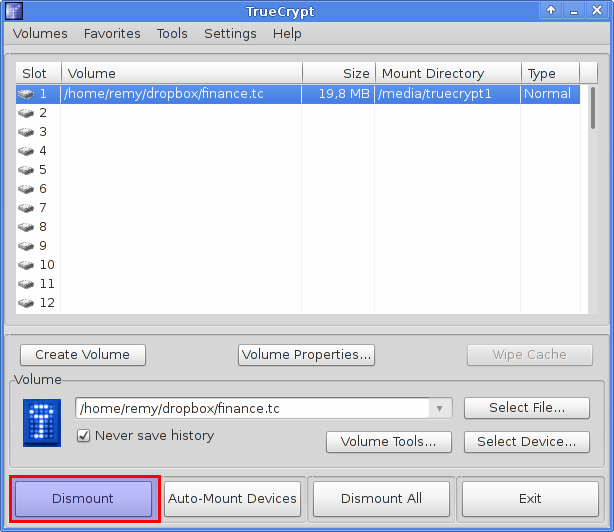 TrueCrypt
Volumes Favorites Tools Settings Help
Slot Volume Size Mount Directory Type
1 /home/remy/dropbox/finance.tc 19,8 MB /media/truecrypt1 Normal
2
3
4
5
6
7
8
9
10
11
12
Create Volume Volume Properties... Wipe Cache
Volume
/home/remy/dropbox/finance.tc Select File...
Never save history Volume Tools... Select Device...
Dismount Auto-Mount Devices Dismount All Exit